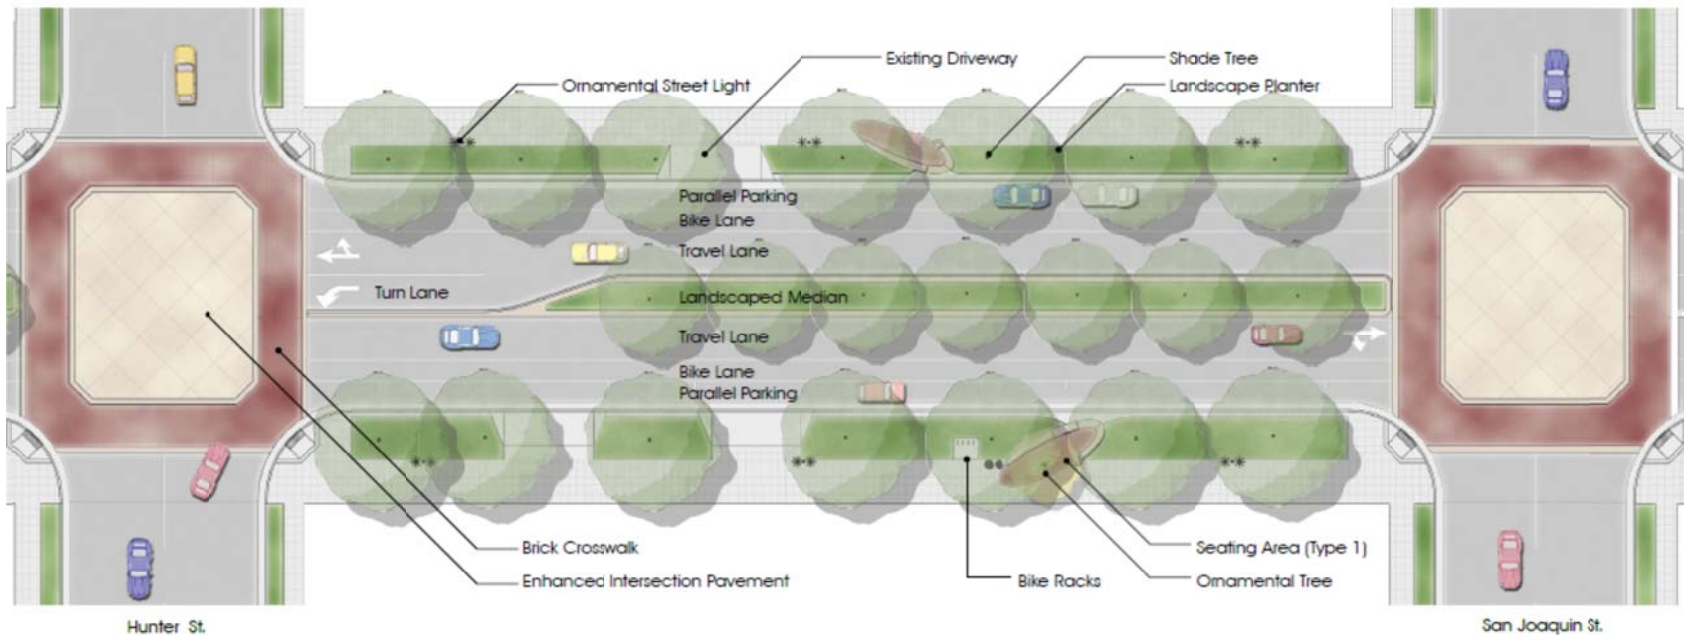 Existing Driveway
Shade Tree
Ornamental Street Light
Landscape Planter
Parallel Parking
Bike Lane
Travel Lane
Turn Lane
Landscaped Median
Travel Lane
Bike Lane
Parallel Parking
Brick Crosswalk
Seating Area (Type 1)
Enhanced Intersection Pavement
Bike Racks
Ornamental Tree
Hunter St.
San Joaquin St.